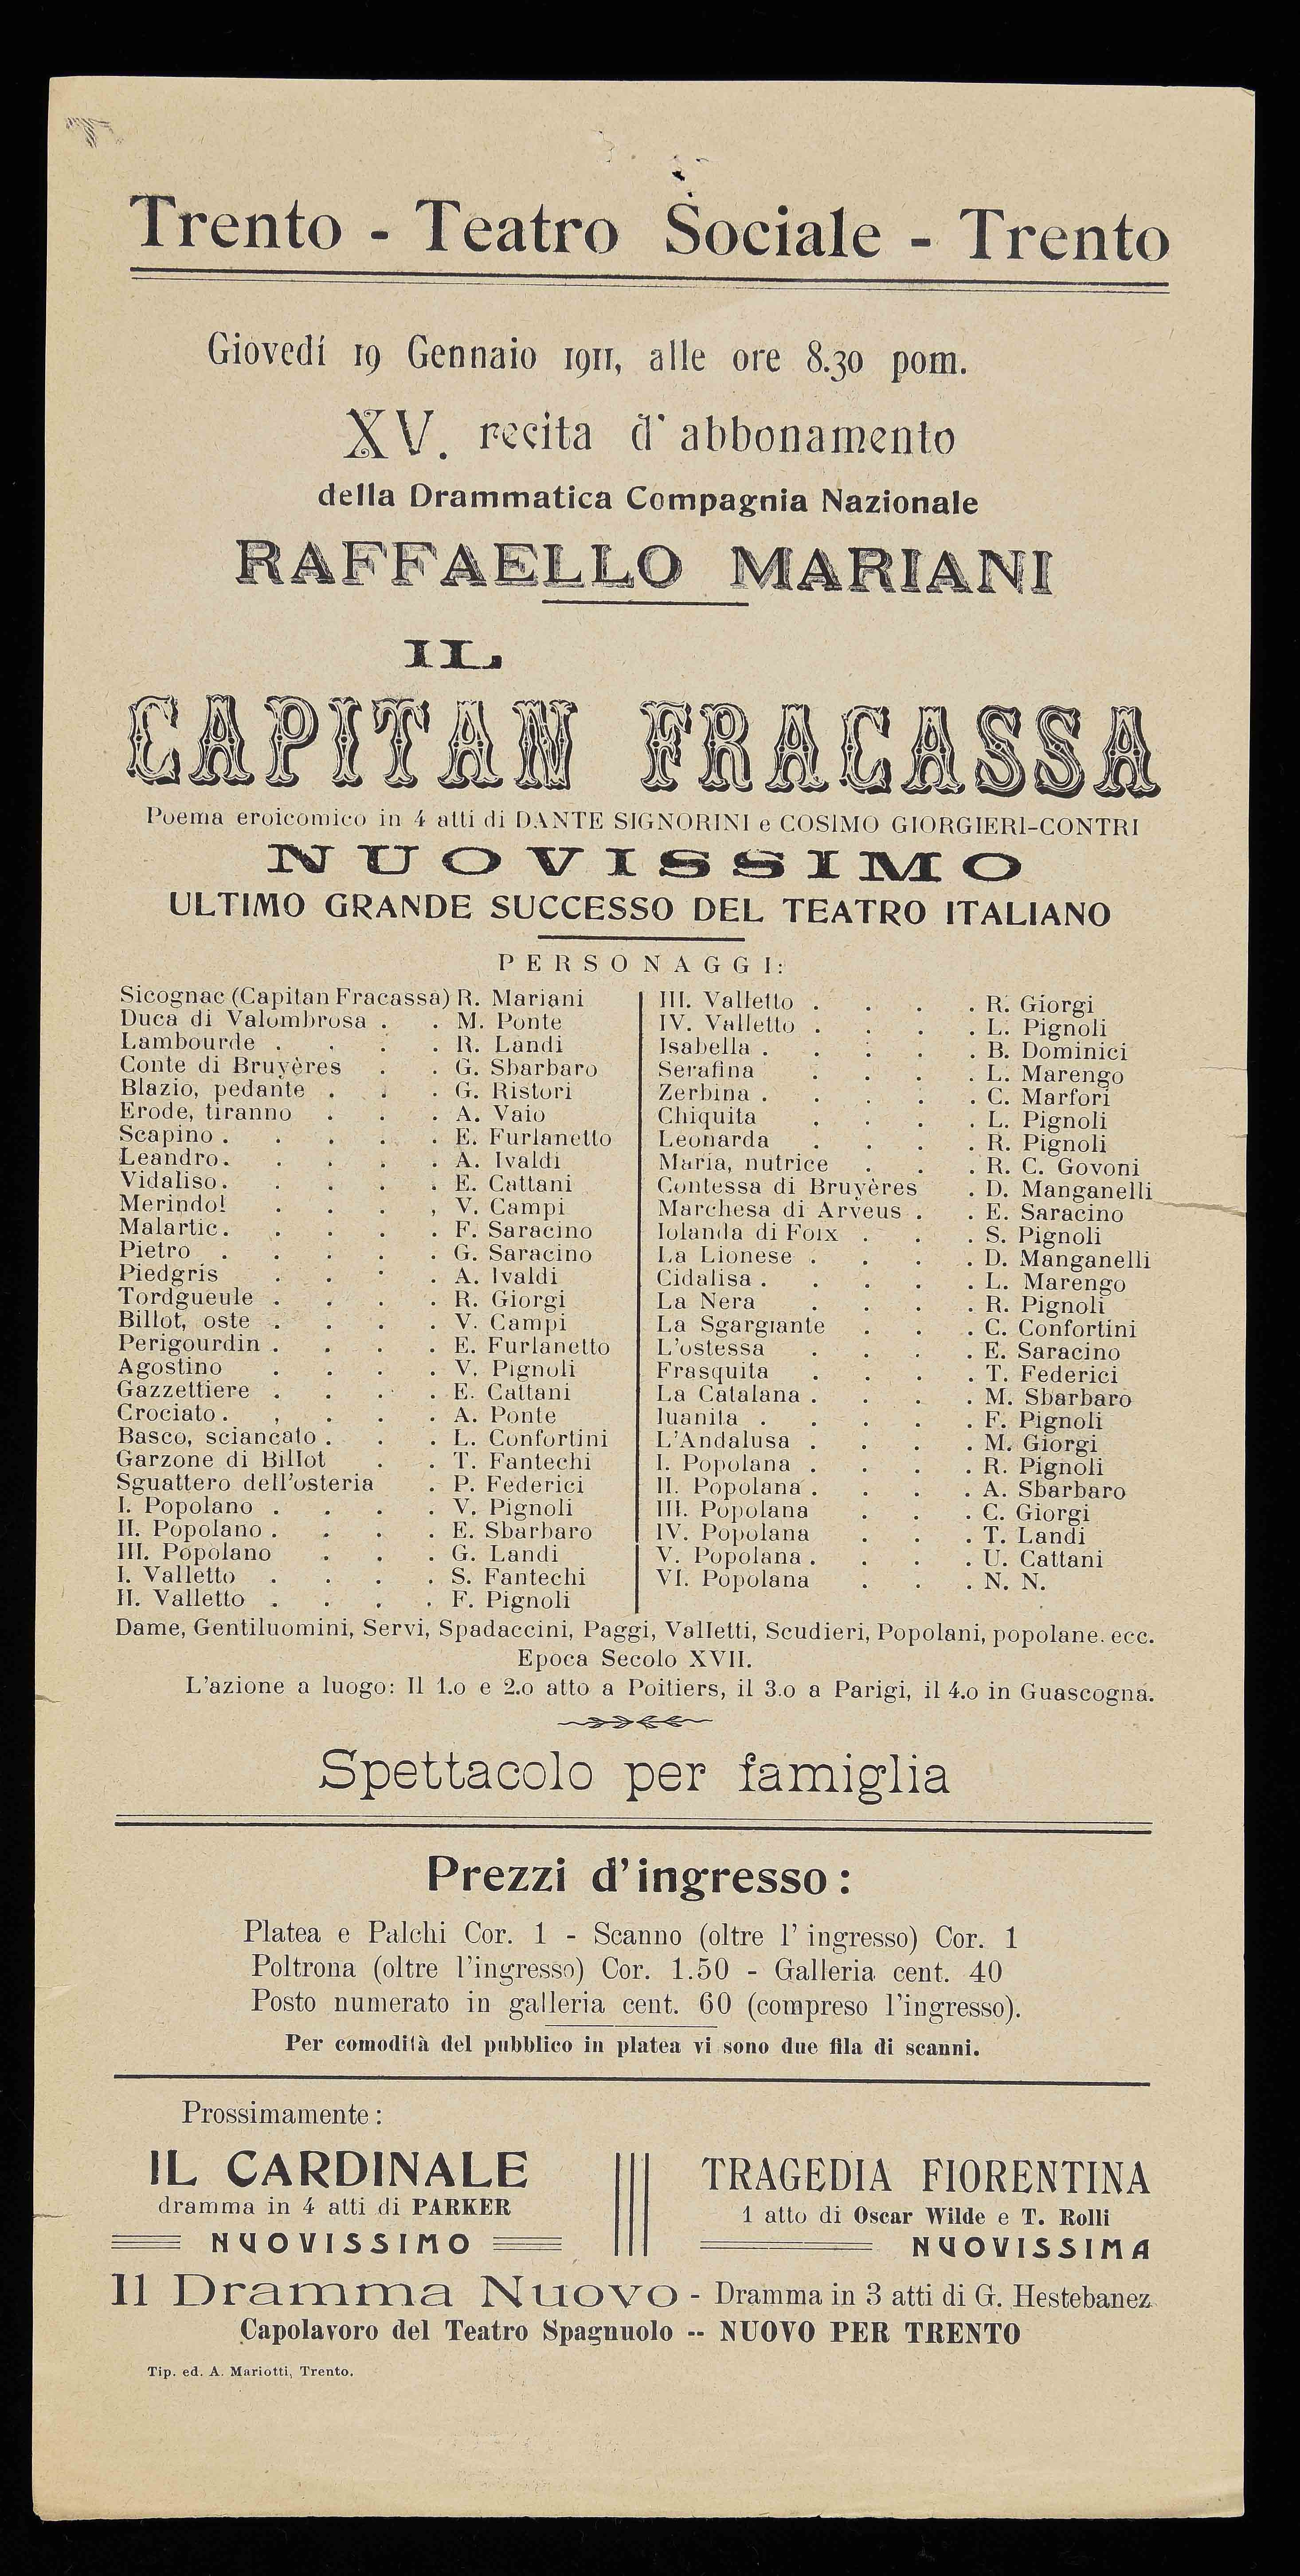 Trento - Teatro Sociale - Trento
Giovedí 19 Gennaio 1911, alle ore 8.30 pom.
XV. recita d'abbonamento
della Drammatica Compagnia Nazionale
RAFFAELLO MARIANI
IL
CAPITAN FRACASSA
Poema eroicomico in 4 atti di DANTE SIGNORINI e COSIMO GIORGIERI-CONTRI
NUOVISSIMO
ULTIMO GRANDE SUCCESSO DEL TEATRO ITALIANO
PERSONAGGI:
Sicognac (Capitan Fracassa) R. Mariani
Duca di Valombrosa . . M. Ponte
Lambourde . . . . R. Landi
Conte di Bruyères . . G. Sbarbaro
Blazio, pedante . . . G. Ristori
Erode, tiranno . . . A. Vaio
Scapino . . . . . E. Furlanetto
Leandro . . . . . A. Ivaldi
Vidaliso . . . . . E. Cattani
Merindol . . . , V. Campi
Malartic . . . . . F. Saracino
Pietro . . . . . G. Saracino
Piedgris . . . . A. Ivaldi
Tordgueule . . . . R. Giorgi
Billot, oste . . . . V. Campi
Perigourdin . . . . E. Furlanetto
Agostino . . . . V. Pignoli
Gazzettiere . . . . E. Cattani
Crociato . , . . . A. Ponte
Basco, sciancato . . . L. Confortini
Garzone di Billot . . T. Fantechi
Sguattero dell'osteria . P. Federici
I. Popolano . . . . V. Pignoli
II. Popolano . . . . E. Sbarbaro
III. Popolano . . . G. Landi
I. Valletto . . . . S. Fantechi
II. Valletto . . . . F. Pignoli
III. Valletto . . . . R. Giorgi
IV. Valletto . . . . L. Pignoli
Isabella . . . . . B. Dominici
Serafina . . . . L. Marengo
Zerbina . . . . . C. Marfori
Chiquita . . . . L. Pignoli
Leonarda . . . . R. Pignoli
Maria, nutrice . . . R. C. Govoni
Contessa di Bruyères . D. Manganelli
Marchesa di Arveus . . E. Saracino
Iolanda di Foix . . . S. Pignoli
La Lionese . . . . D. Manganelli
Cidalisa . . . . . L. Marengo
La Nera . . . . R. Pignoli
La Sgargiante . . . C. Confortini
L'ostessa . . . . E. Saracino
Frasquita . . . . T. Federici
La Catalana . . . . M. Sbarbaro
Iuanita . . . . . F. Pignoli
L'Andalusa . . . . M. Giorgi
I. Popolana . . . . R. Pignoli
II. Popolana . . . . A. Sbarbaro
III. Popolana . . . C. Giorgi
IV. Popolana . . . T. Landi
V. Popolana . . . . U. Cattani
VI. Popolana . . . N. N.
Dame, Gentiluomini, Servi, Spadaccini, Paggi, Valletti, Scudieri, Popolani, popolane. ecc.
Epoca Secolo XVII.
L'azione a luogo: Il 1.o e 2.o atto a Poitiers, il 3.o a Parigi, il 4.o in Guascogna.
Spettacolo per famiglia
Prezzi d'ingresso:
Platea e Palchi Cor. 1 - Scanno (oltre l'ingresso) Cor. 1
Poltrona (oltre l'ingresso) Cor. 1.50 - Galleria cent. 40
Posto numerato in galleria cent. 60 (compreso l'ingresso).
Per comodità del pubblico in platea vi sono due fila di scanni.
Prossimamente:
IL CARDINALE
dramma in 4 atti di PARKER
NUOVISSIMO
TRAGEDIA FIORENTINA
1 atto di Oscar Wilde e T. Rolli
NUOVISSIMA
Il Dramma Nuovo - Dramma in 3 atti di G. Hestebanez
Capolavoro del Teatro Spagnuolo -- NUOVO PER TRENTO
Tip. ed. A. Mariotti, Trento.